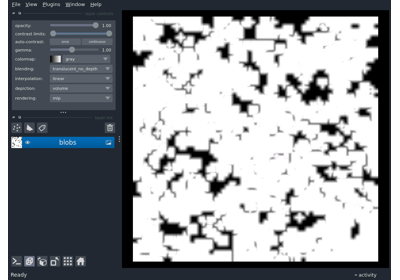 File View Plugins Window Help
opacity: 1.00
contrast limits:
auto-contrast: once continuous
gamma: 1.00
colormap: gray
blending: translucent_no_depth
interpolation: linear
depiction: volume
rendering: mip
blobs
Ready
activity